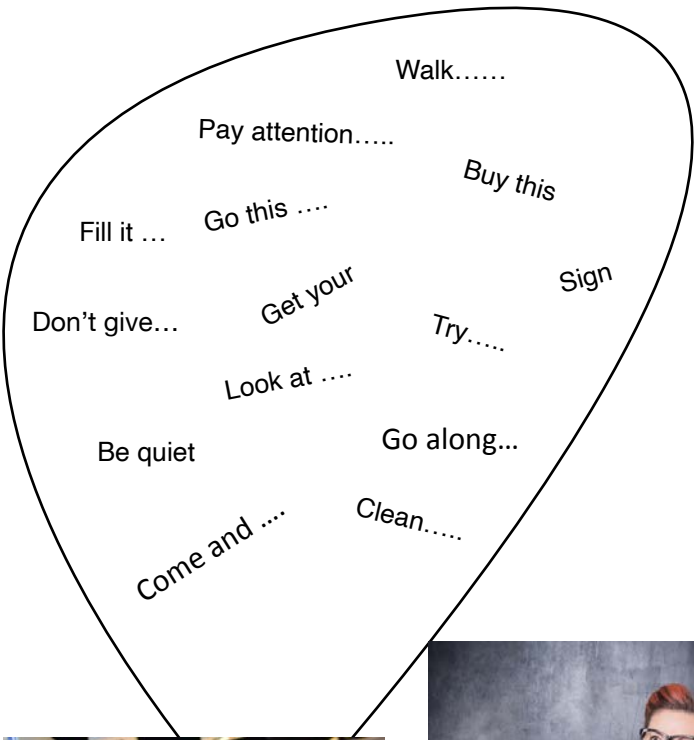 Walk……
Pay attention…..
Buy this
Go this ….
Fill it …
Get your
Sign
Don’t give…
Try…..
Look at ….
Go along…
Be quiet
Clean…..
Come and ….